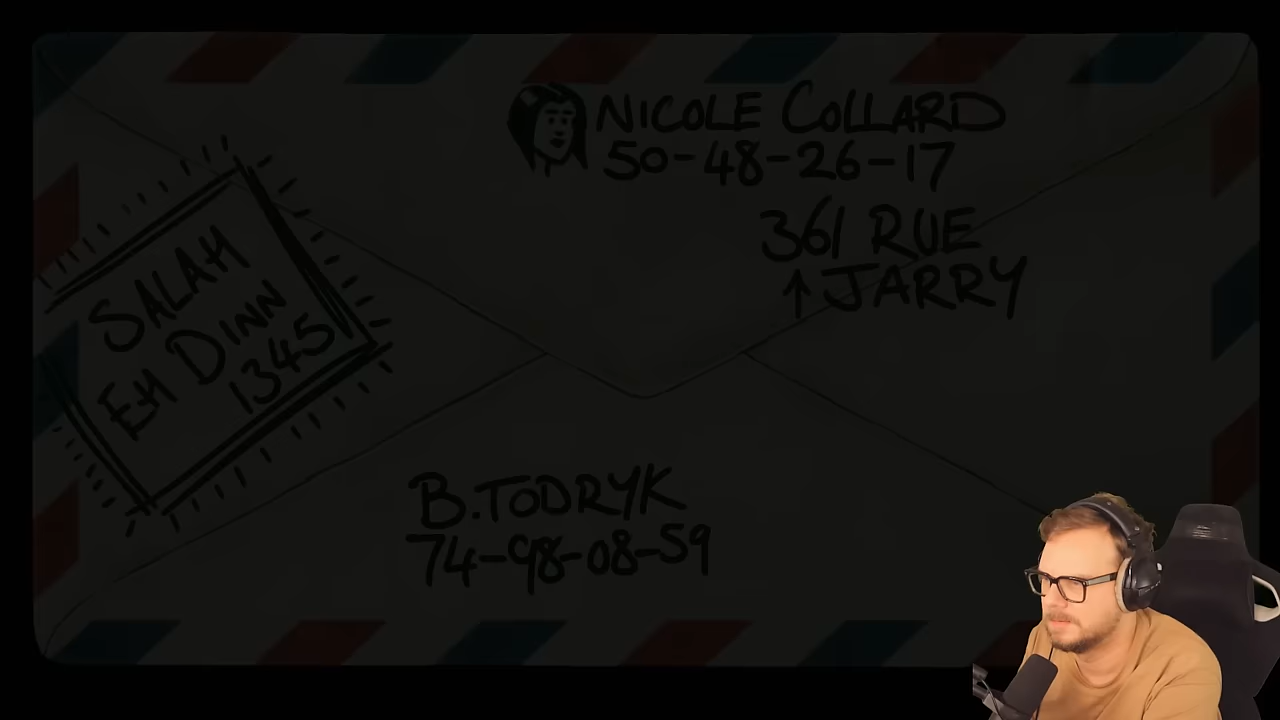 NICOLE COLLARD
50-48-26-17
361 RUE
↑ JARRY
SALAH
EH DINN
1345
B.TODRYK
74-98-08-59